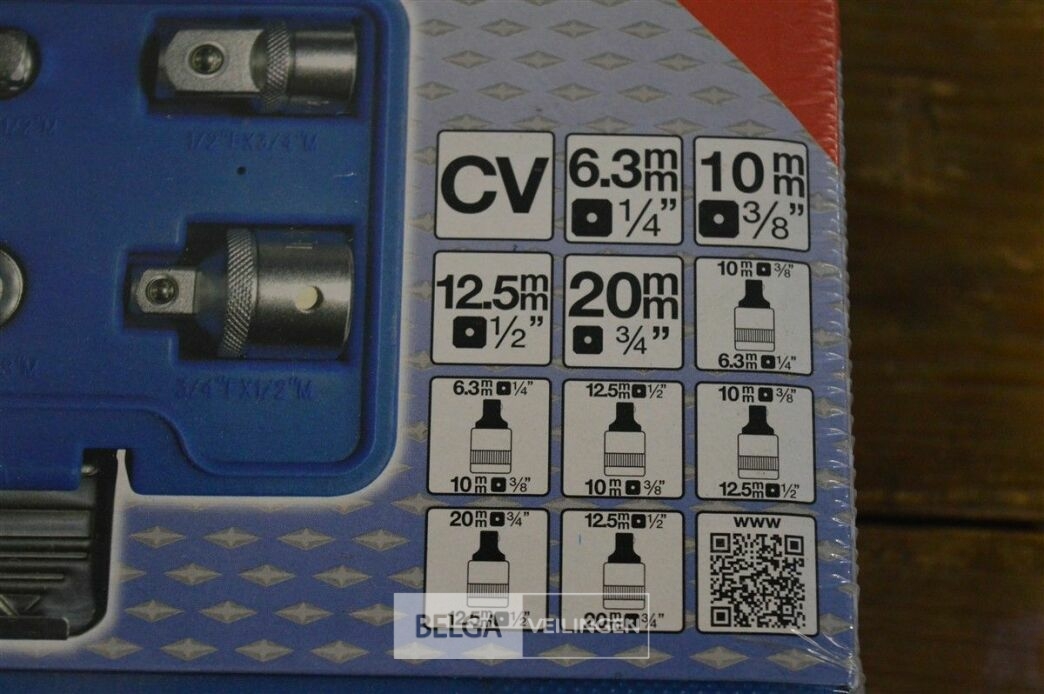 1/2"FX3/4"M
3/4"FX1/2"M
CV
6.3mm
1/4"
10mm
3/8"
12.5mm
1/2"
20mm
3/4"
10mm 3/8"
6.3mm 1/4"
6.3mm 1/4"
10mm 3/8"
12.5mm 1/2"
10mm 3/8"
10mm 3/8"
12.5mm 1/2"
20mm 3/4"
12.5mm 1/2"
12.5mm 1/2"
20mm 3/4"
www
BELGA VEILINGEN